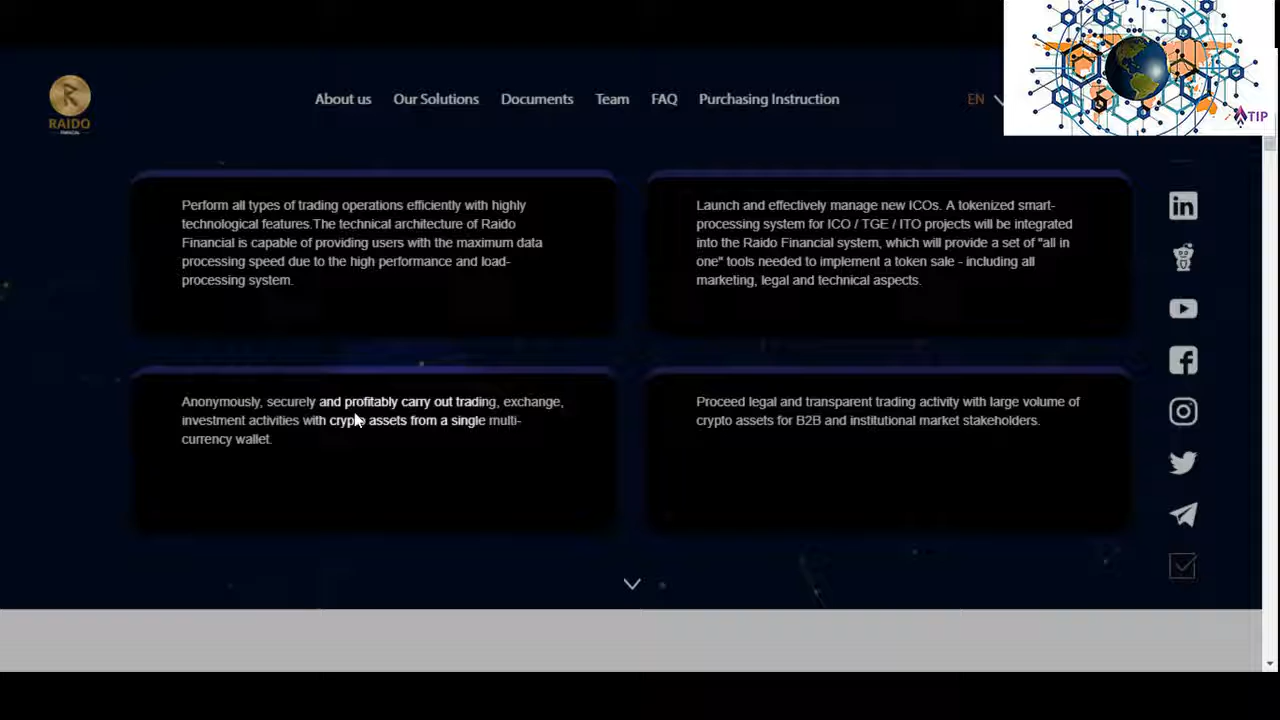 RAIDO
FINANCIAL
About us
Our Solutions
Documents
Team
FAQ
Purchasing Instruction
EN
TIP
Perform all types of trading operations efficiently with highly
technological features.The technical architecture of Raido
Financial is capable of providing users with the maximum data
processing speed due to the high performance and load-
processing system.
Launch and effectively manage new ICOs. A tokenized smart-
processing system for ICO / TGE / ITO projects will be integrated
into the Raido Financial system, which will provide a set of "all in
one" tools needed to implement a token sale - including all
marketing, legal and technical aspects.
Anonymously, securely and profitably carry out trading, exchange,
investment activities with crypto assets from a single multi-
currency wallet.
Proceed legal and transparent trading activity with large volume of
crypto assets for B2B and institutional market stakeholders.